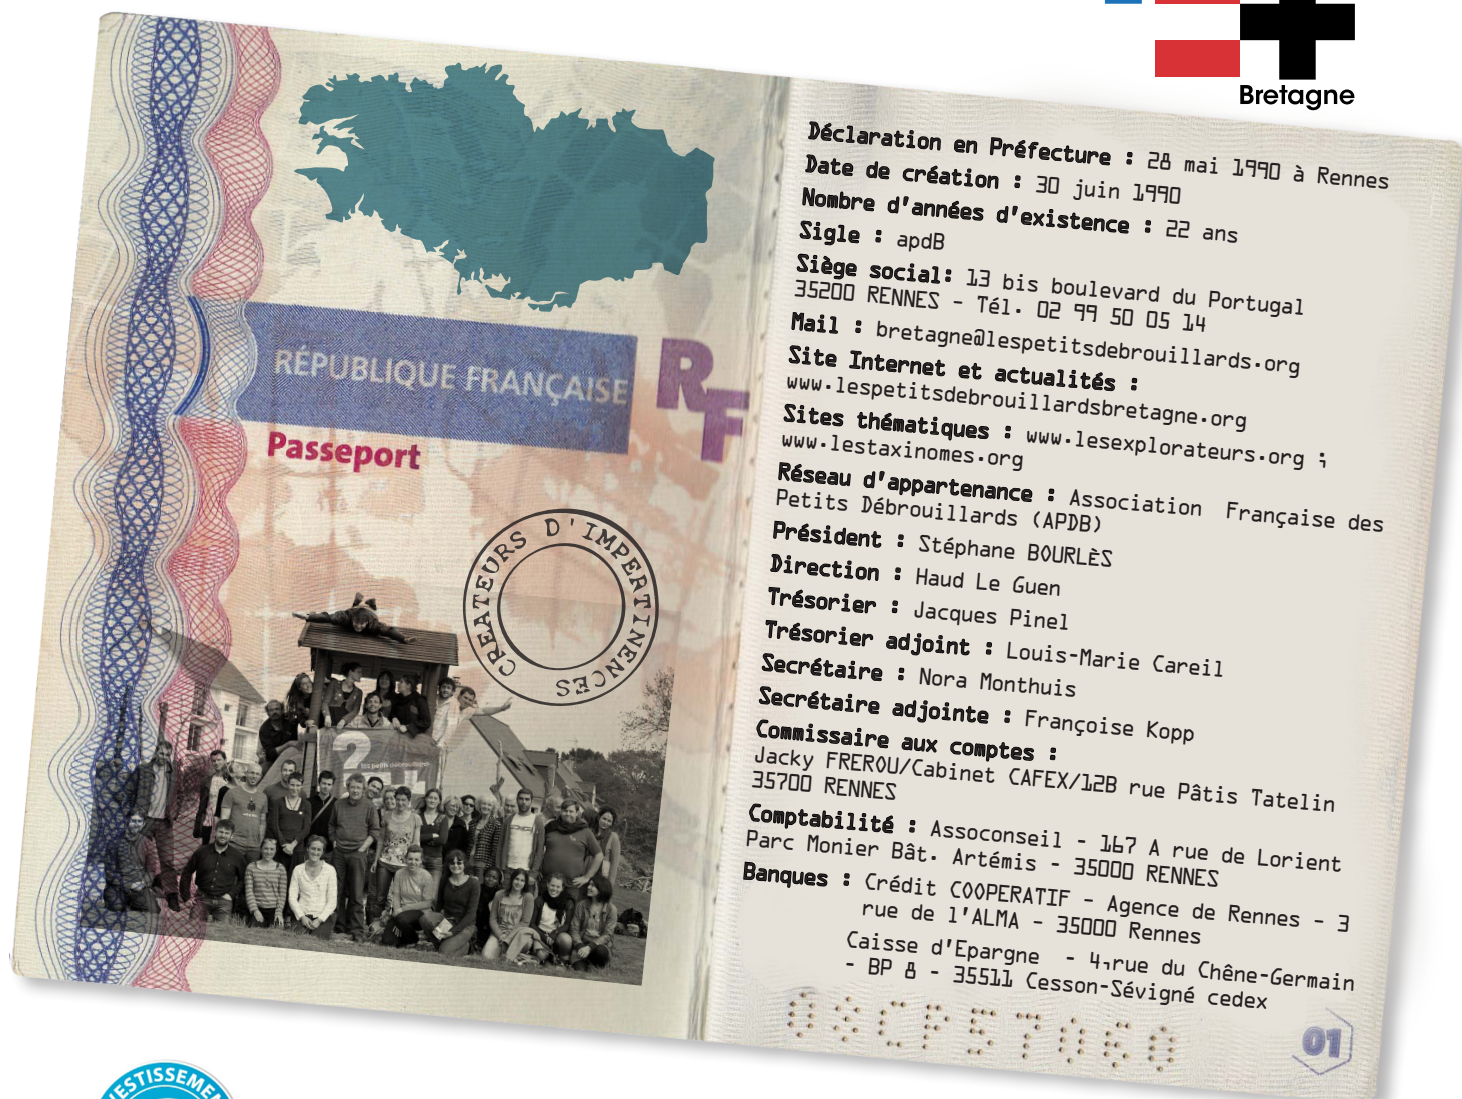 Bretagne
RÉPUBLIQUE FRANÇAISE
RF
Passeport
CREATEURS D'IMPERTINENCES
2
les petits débrouillards
Déclaration en Préfecture : 28 mai 1990 à Rennes
Date de création : 30 juin 1990
Nombre d'années d'existence : 22 ans
Sigle : apdB
Siège social: 13 bis boulevard du Portugal
35200 RENNES - Tél. 02 99 50 05 14
Mail : bretagne@lespetitsdebrouillards.org
Site Internet et actualités :
www.lespetitsdebrouillardsbretagne.org
Sites thématiques : www.lesexplorateurs.org ;
www.lestaxinomes.org
Réseau d'appartenance : Association Française des
Petits Débrouillards (APDB)
Président : Stéphane BOURLÈS
Direction : Haud Le Guen
Trésorier : Jacques Pinel
Trésorier adjoint : Louis-Marie Careil
Secrétaire : Nora Monthuis
Secrétaire adjointe : Françoise Kopp
Commissaire aux comptes :
Jacky FREROU/Cabinet CAFEX/12B rue Pâtis Tatelin
35700 RENNES
Comptabilité : Assoconseil - 167 A rue de Lorient
Parc Monier Bât. Artémis - 35000 RENNES
Banques : Crédit COOPERATIF - Agence de Rennes - 3
rue de l'ALMA - 35000 Rennes
Caisse d'Epargne - 4,rue du Chêne-Germain
- BP 8 - 35511 Cesson-Sévigné cedex
01